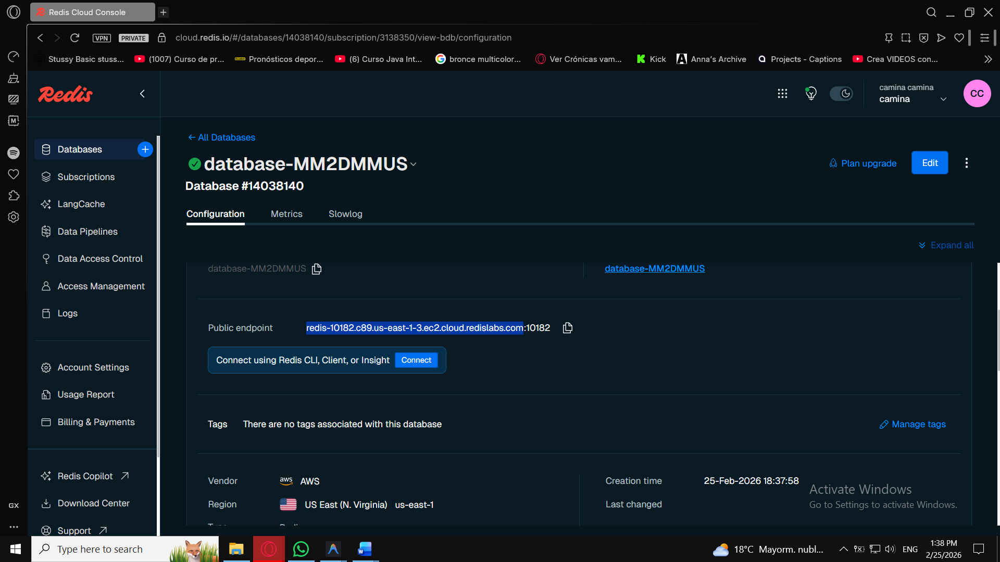 Redis Cloud Console
VPN PRIVATE cloud.redis.io/#/databases/14038140/subscription/3138350/view-bdb/configuration
Stussy Basic stuss... (1007) Curso de pr... Pronósticos depor... (6) Curso Java Int... bronce multicolor... Ver Crónicas vam... Kick Anna's Archive Projects - Captions Crea VIDEOS con...
Redis
camina camina
camina
CC
Databases
Subscriptions
LangCache
Data Pipelines
Data Access Control
Access Management
Logs
Account Settings
Usage Report
Billing & Payments
Redis Copilot
Download Center
Support
GX
M
← All Databases
database-MM2DMMUS
Plan upgrade
Edit
Database #14038140
Configuration Metrics Slowlog
Expand all
database-MM2DMMUS
database-MM2DMMUS
Public endpoint redis-10182.c89.us-east-1-3.ec2.cloud.redislabs.com:10182
Connect using Redis CLI, Client, or Insight Connect
Tags There are no tags associated with this database
Manage tags
Vendor aws AWS
Creation time 25-Feb-2026 18:37:58
Region US East (N. Virginia) us-east-1
Last changed
Activate Windows
Go to Settings to activate Windows.
Type here to search
18°C Mayorm. nubl...
ENG
1:38 PM
2/25/2026